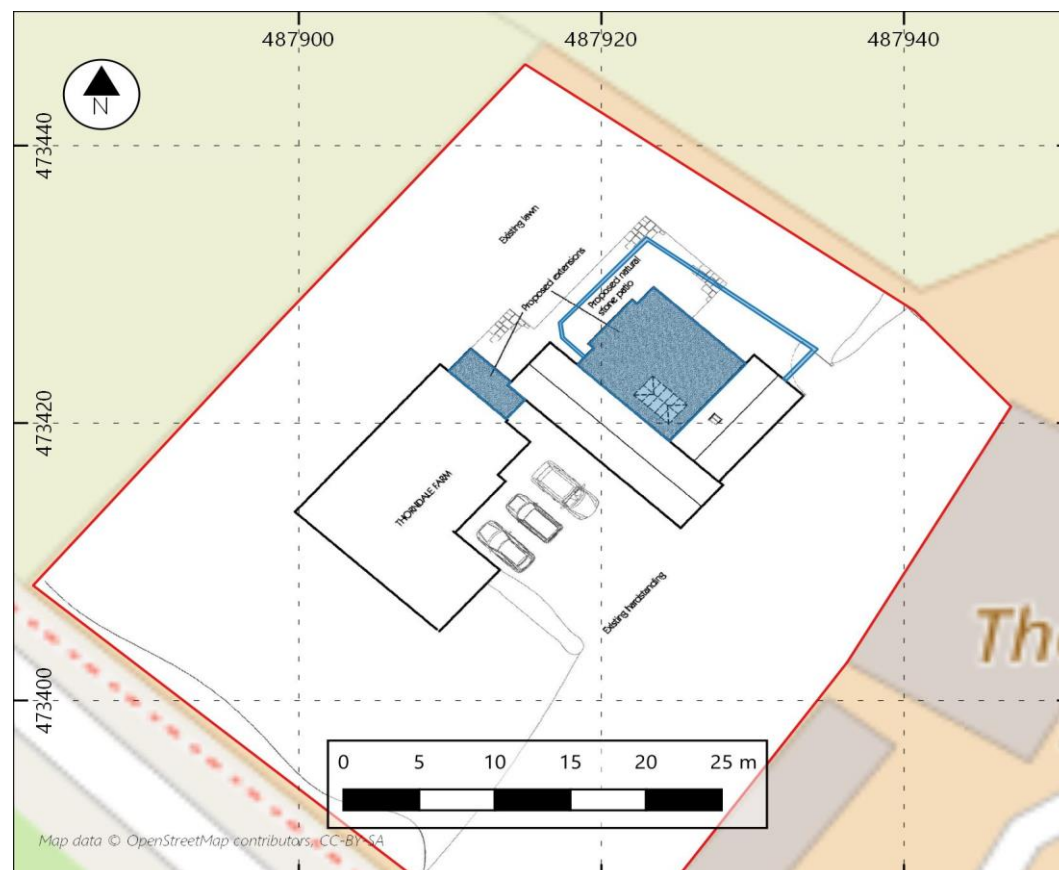 487900
487920
487940
N
473440
473420
473400
Existing lawn
Proposed extensions
Proposed natural
stone patio
THORNDALE FARM
Existing hardstanding
The
0 5 10 15 20 25 m
Map data © OpenStreetMap contributors, CC-BY-SA